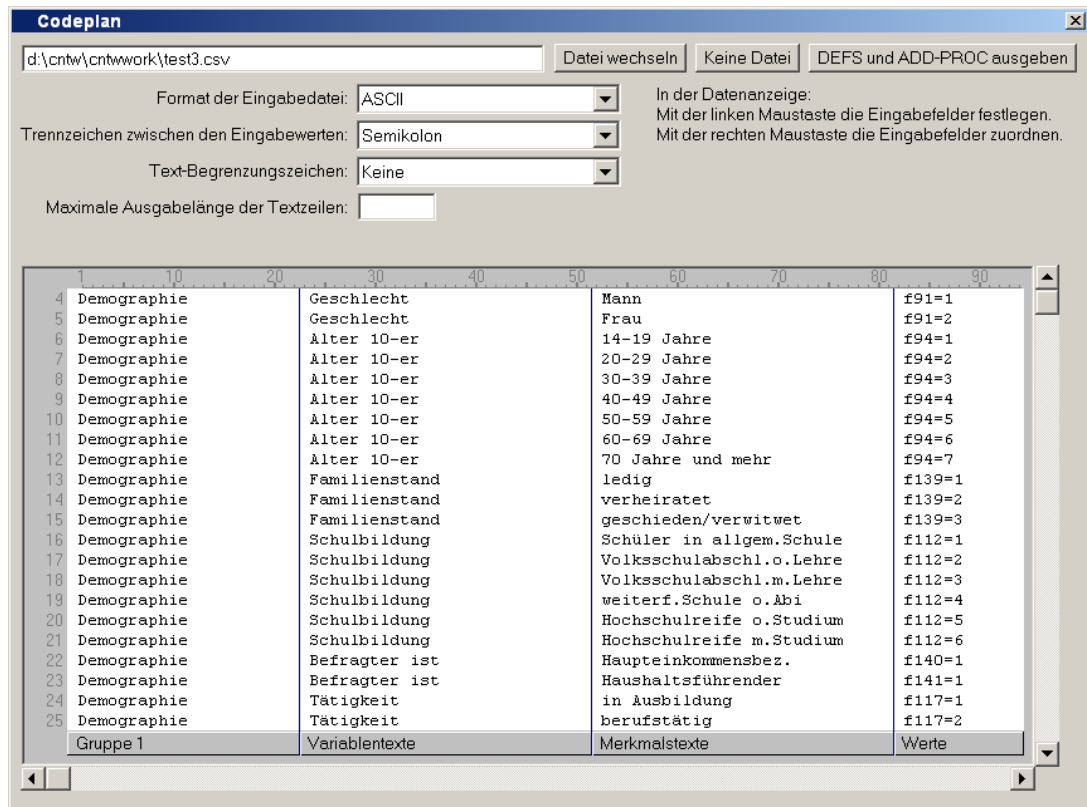 Codeplan
d:\cntw\cntwwork\test3.csv Datei wechseln Keine Datei DEFS und ADD-PROC ausgeben
Format der Eingabedatei: ASCII
Trennzeichen zwischen den Eingabewerten: Semikolon
Text-Begrenzungszeichen: Keine
Maximale Ausgabelänge der Textzeilen:
In der Datenanzeige:
Mit der linken Maustaste die Eingabefelder festlegen.
Mit der rechten Maustaste die Eingabefelder zuordnen.
1 10 20 30 40 50 60 70 80 90
4 Demographie Geschlecht Mann f91=1
5 Demographie Geschlecht Frau f91=2
6 Demographie Alter 10-er 14-19 Jahre f94=1
7 Demographie Alter 10-er 20-29 Jahre f94=2
8 Demographie Alter 10-er 30-39 Jahre f94=3
9 Demographie Alter 10-er 40-49 Jahre f94=4
10 Demographie Alter 10-er 50-59 Jahre f94=5
11 Demographie Alter 10-er 60-69 Jahre f94=6
12 Demographie Alter 10-er 70 Jahre und mehr f94=7
13 Demographie Familienstand ledig f139=1
14 Demographie Familienstand verheiratet f139=2
15 Demographie Familienstand geschieden/verwitwet f139=3
16 Demographie Schulbildung Schüler in allgem.Schule f112=1
17 Demographie Schulbildung Volksschulabschl.o.Lehre f112=2
18 Demographie Schulbildung Volksschulabschl.m.Lehre f112=3
19 Demographie Schulbildung weiterf.Schule o.Abi f112=4
20 Demographie Schulbildung Hochschulreife o.Studium f112=5
21 Demographie Schulbildung Hochschulreife m.Studium f112=6
22 Demographie Befragter ist Haupteinkommensbez. f140=1
23 Demographie Befragter ist Haushaltsführender f141=1
24 Demographie Tätigkeit in Ausbildung f117=1
25 Demographie Tätigkeit berufstätig f117=2
Gruppe 1 Variablentexte Merkmalstexte Werte